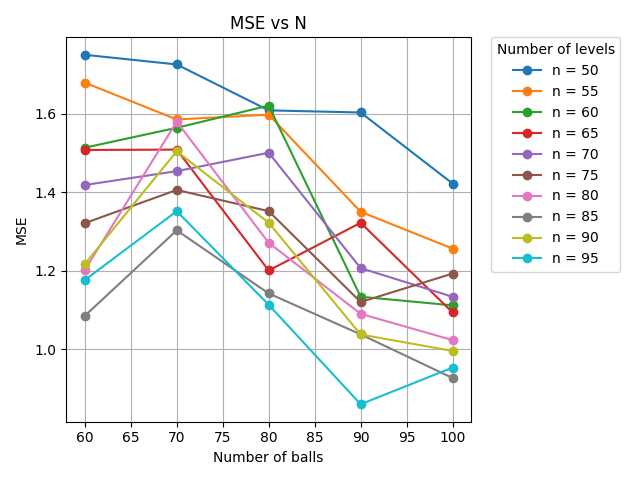 MSE vs N
MSE
1.6
1.4
1.2
1.0
60 65 70 75 80 85 90 95 100
Number of balls
Number of levels
n = 50
n = 55
n = 60
n = 65
n = 70
n = 75
n = 80
n = 85
n = 90
n = 95